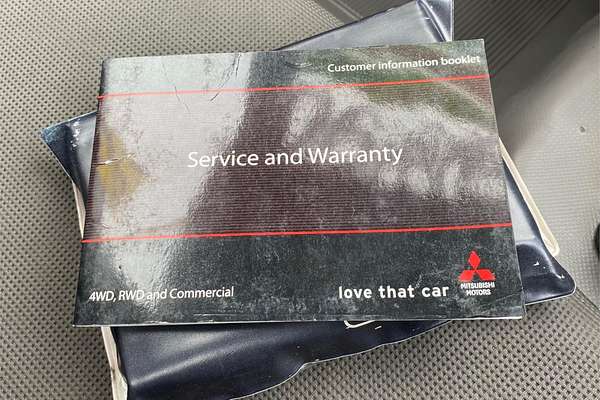 Customer information booklet
Service and Warranty
4WD, RWD and Commercial
love that car
MITSUBISHI
MOTORS